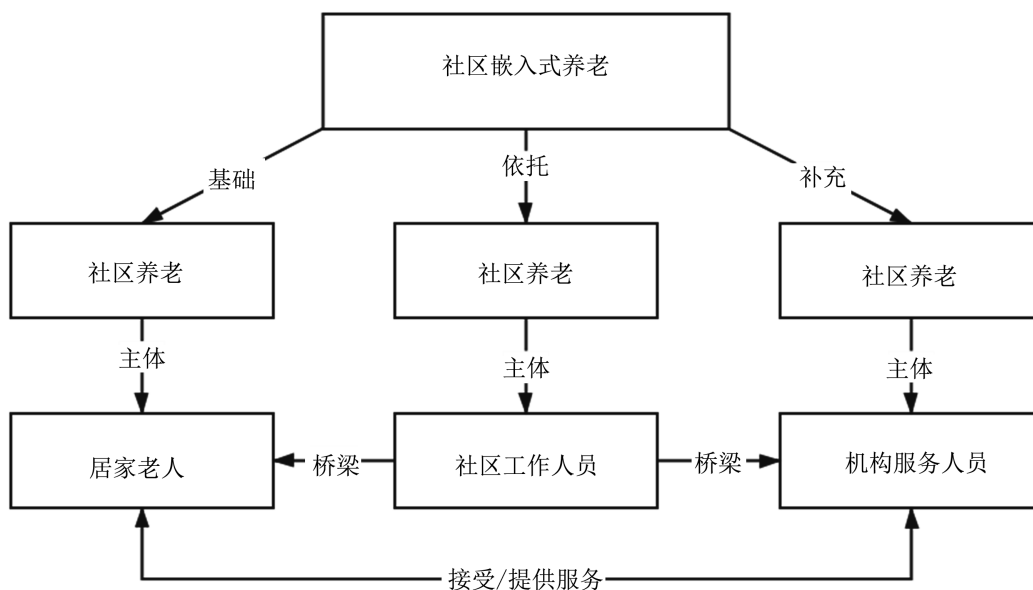 社区嵌入式养老
基础
依托
补充
社区养老
社区养老
社区养老
主体
主体
主体
居家老人
桥梁
社区工作人员
桥梁
机构服务人员
接受/提供服务